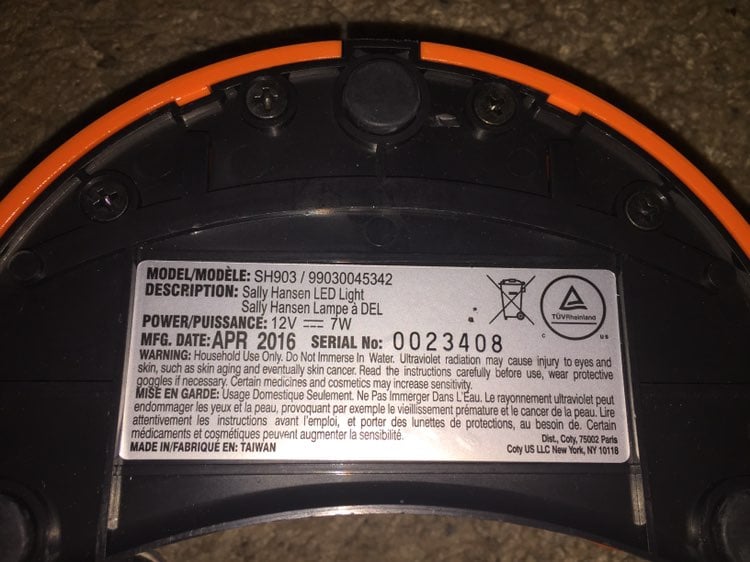 MODEL/MODÈLE: SH903 / 99030045342
DESCRIPTION: Sally Hansen LED Light
Sally Hansen Lampe à DEL
POWER/PUISSANCE: 12V ⎓ 7W
MFG. DATE: APR 2016 SERIAL No: 0023408
TÜVRheinland
C US
WARNING: Household Use Only. Do Not Immerse In Water. Ultraviolet radiation may cause injury to eyes and
skin, such as skin aging and eventually skin cancer. Read the instructions carefully before use, wear protective
goggles if necessary. Certain medicines and cosmetics may increase sensitivity.
MISE EN GARDE: Usage Domestique Seulement. Ne Pas Immerger Dans L'Eau. Le rayonnement ultraviolet peut
endommager les yeux et la peau, provoquant par exemple le vieillissement prématuré et le cancer de la peau. Lire
attentivement les instructions avant l'emploi, et porter des lunettes de protections, au besoin de. Certain
médicaments et cosmétiques peuvent augmenter la sensibilité.
Dist., Coty, 75002 Paris
MADE IN/FABRIQUÉ EN: TAIWAN
Coty US LLC New York, NY 10118